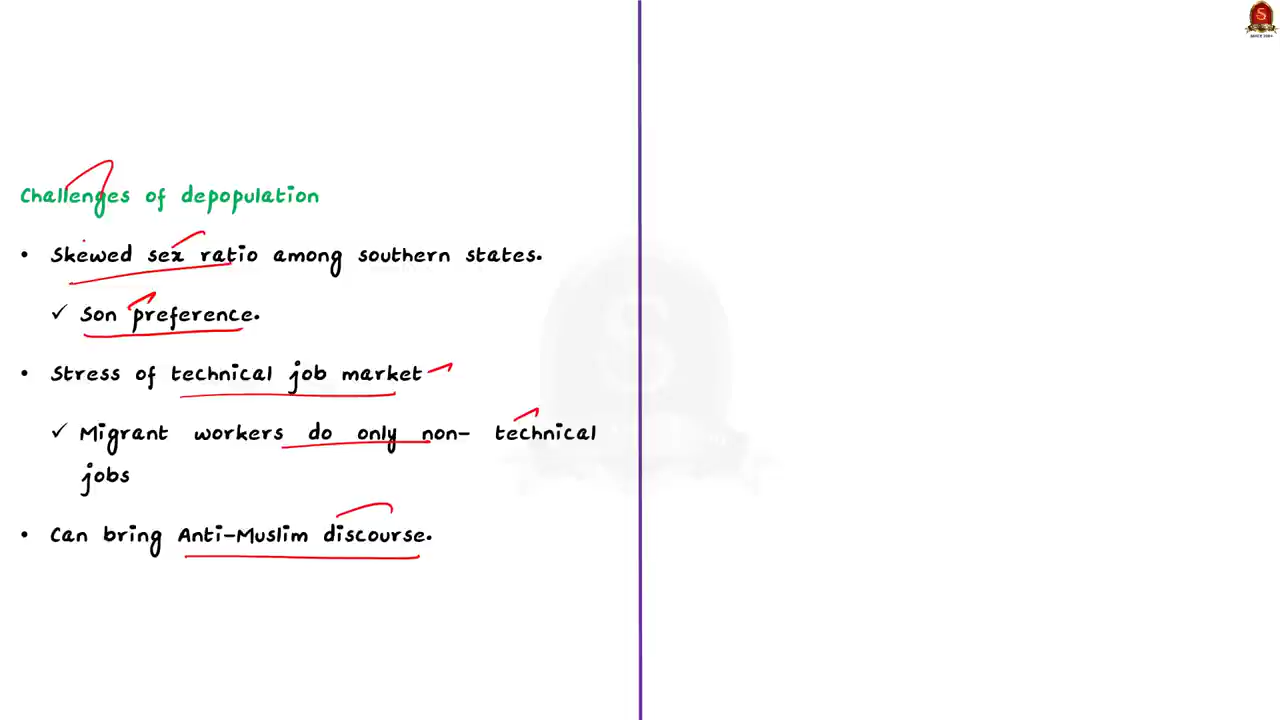 Challenges of depopulation
• Skewed sex ratio among southern states.
✓ Son preference.
• Stress of technical job market
✓ Migrant workers do only non- technical
jobs
• Can bring Anti-Muslim discourse.